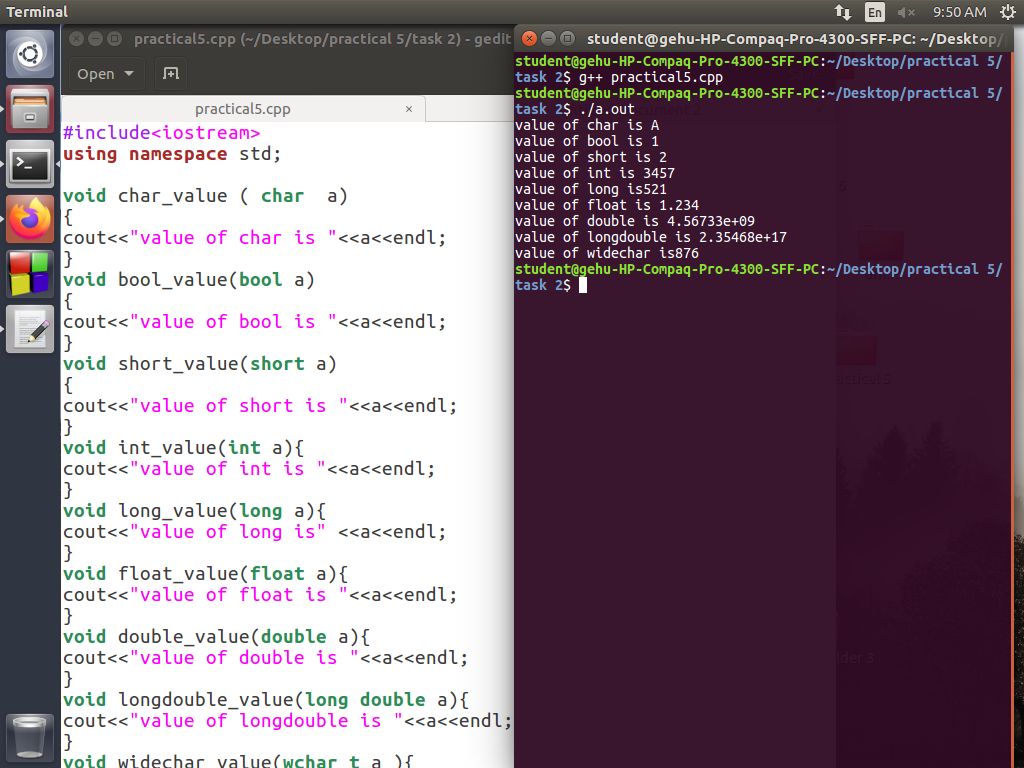 Terminal
En
9:50 AM
practical5.cpp (~/Desktop/practical 5/task 2) - gedit
Open
practical5.cpp ×
#include<iostream>
using namespace std;
void char_value ( char  a)
{
cout<<"value of char is "<<a<<endl;
}
void bool_value(bool a)
{
cout<<"value of bool is "<<a<<endl;
}
void short_value(short a)
{
cout<<"value of short is "<<a<<endl;
}
void int_value(int a){
cout<<"value of int is "<<a<<endl;
}
void long_value(long a){
cout<<"value of long is" <<a<<endl;
}
void float_value(float a){
cout<<"value of float is "<<a<<endl;
}
void double_value(double a){
cout<<"value of double is "<<a<<endl;
}
void longdouble_value(long double a){
cout<<"value of longdouble is "<<a<<endl;
}
void widechar_value(wchar_t a ){
student@gehu-HP-Compaq-Pro-4300-SFF-PC: ~/Desktop/
student@gehu-HP-Compaq-Pro-4300-SFF-PC:~/Desktop/practical 5/
task 2$ g++ practical5.cpp
student@gehu-HP-Compaq-Pro-4300-SFF-PC:~/Desktop/practical 5/
task 2$ ./a.out
value of char is A
value of bool is 1
value of short is 2
value of int is 3457
value of long is521
value of float is 1.234
value of double is 4.56733e+09
value of longdouble is 2.35468e+17
value of widechar is876
student@gehu-HP-Compaq-Pro-4300-SFF-PC:~/Desktop/practical 5/
task 2$